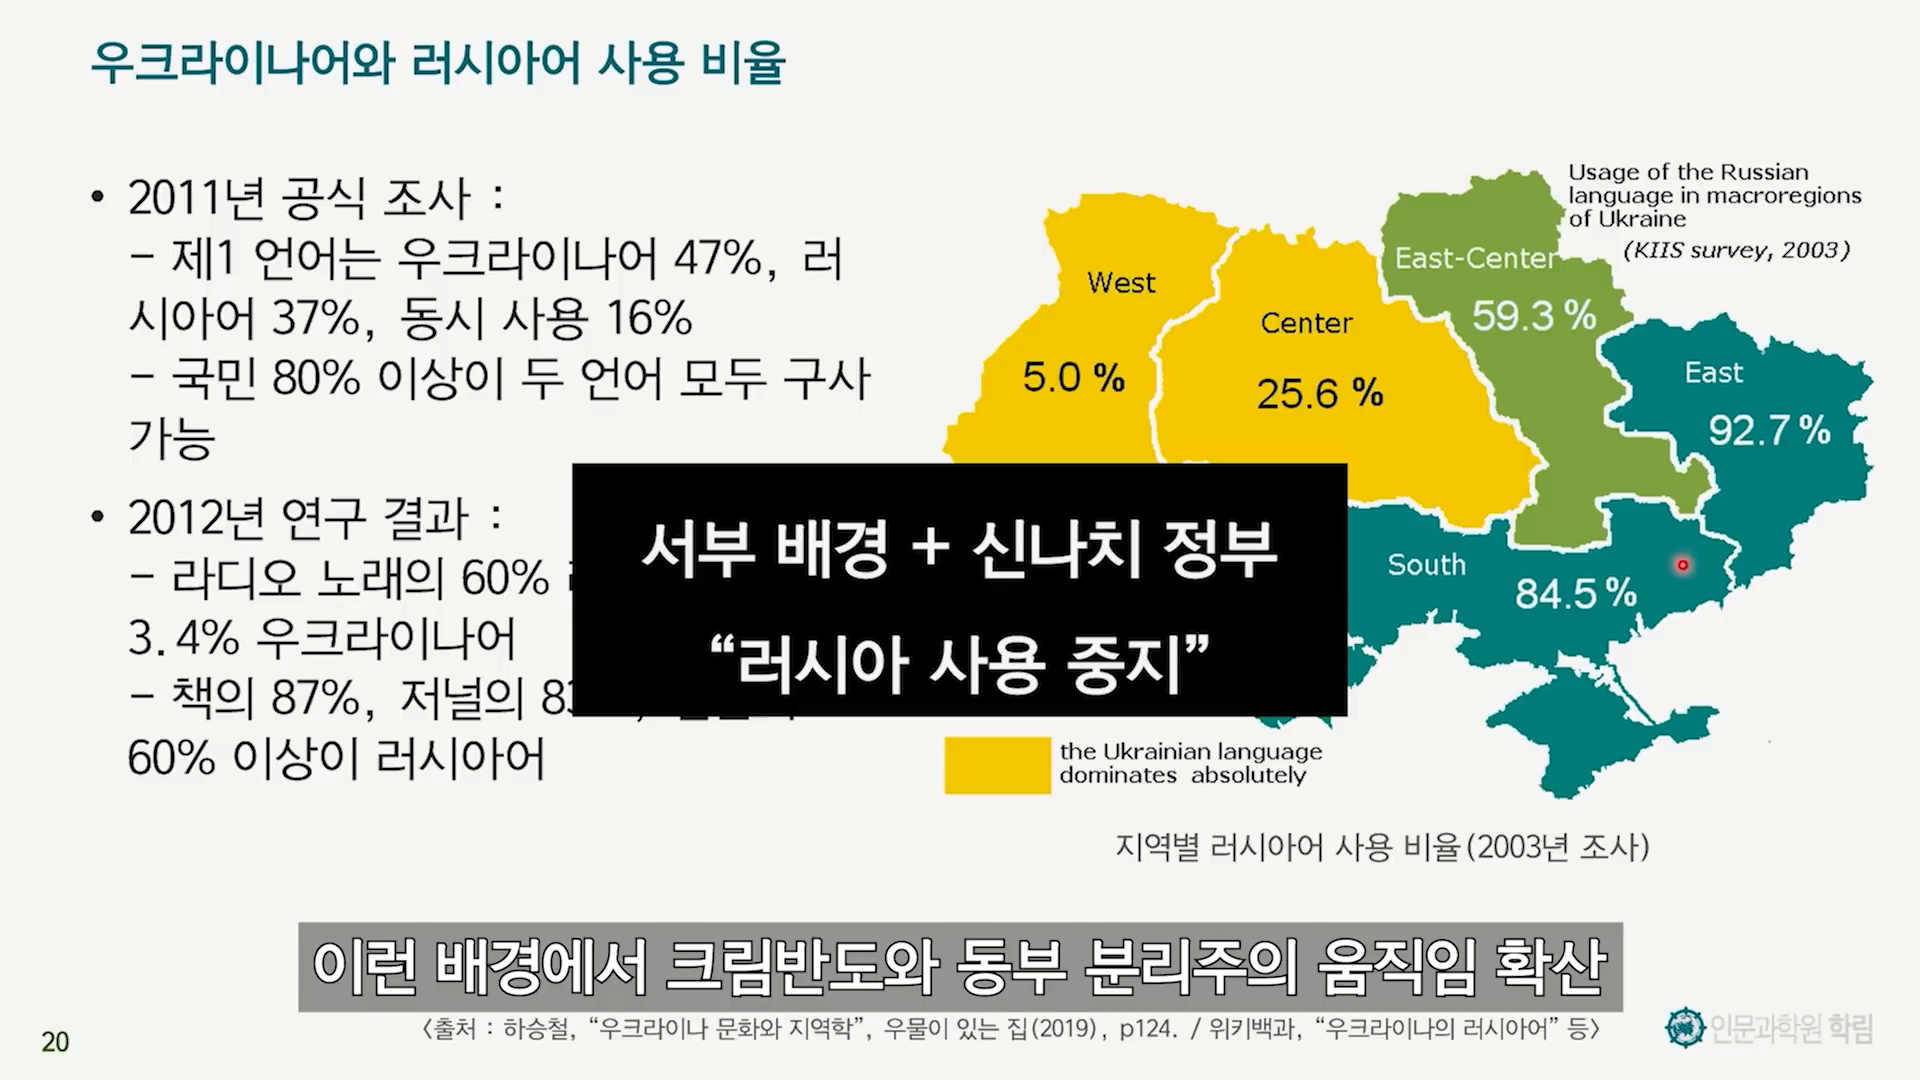 우크라이나어와 러시아어 사용 비율
• 2011년 공식 조사 :
- 제1 언어는 우크라이나어 47%, 러
시아어 37%, 동시 사용 16%
- 국민 80% 이상이 두 언어 모두 구사
가능
• 2012년 연구 결과 :
- 라디오 노래의 60%
3.4% 우크라이나어
- 책의 87%, 저널의
60% 이상이 러시아어
Usage of the Russian
language in macroregions
of Ukraine
(KIIS survey, 2003)
West
5.0 %
Center
25.6 %
East-Center
59.3 %
East
92.7 %
South
84.5 %
서부 배경 + 신나치 정부
“러시아 사용 중지”
the Ukrainian language
dominates absolutely
지역별 러시아어 사용 비율(2003년 조사)
이런 배경에서 크림반도와 동부 분리주의 움직임 확산
<출처 : 하승철, “우크라이나 문화와 지역학”, 우물이 있는 집(2019), p124. / 위키백과, “우크라이나의 러시아어” 등>
20
인문과학원 학림